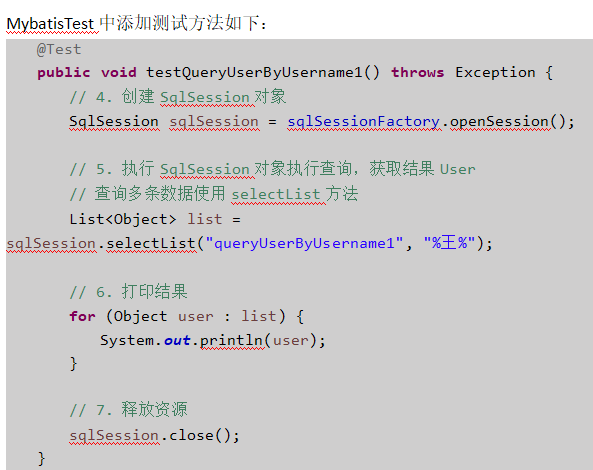 MybatisTest 中添加测试方法如下：
@Test
public void testQueryUserByUsername1() throws Exception {
// 4. 创建 SqlSession 对象
SqlSession sqlSession = sqlSessionFactory.openSession();
// 5. 执行 SqlSession 对象执行查询，获取结果 User
// 查询多条数据使用 selectList 方法
List<Object> list =
sqlSession.selectList("queryUserByUsername1", "%王%");
// 6. 打印结果
for (Object user : list) {
System.out.println(user);
}
// 7. 释放资源
sqlSession.close();
}